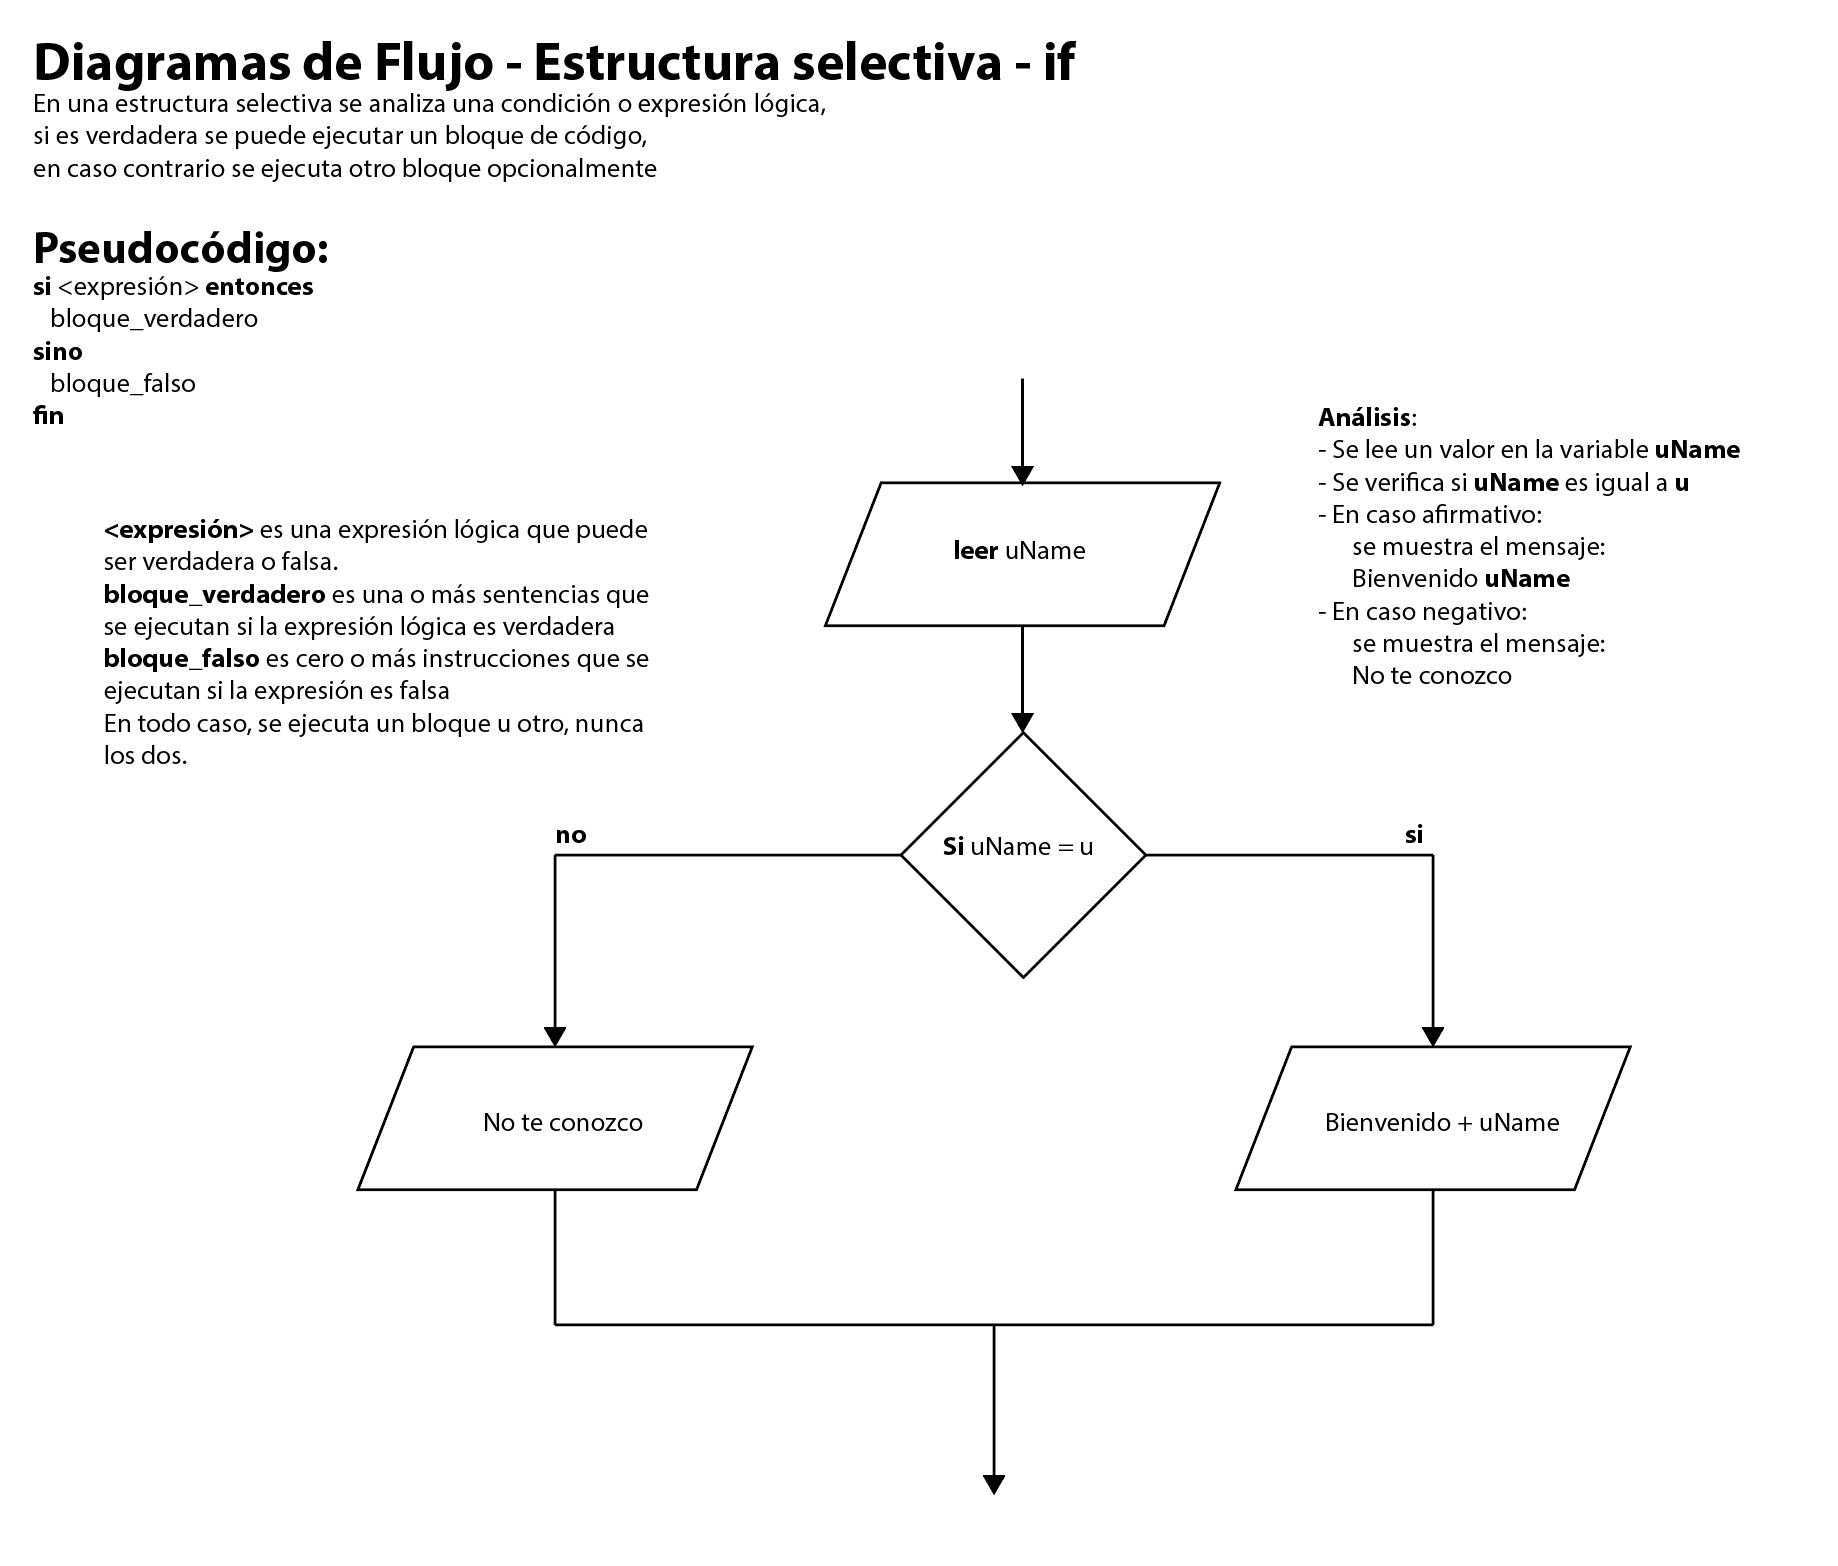 Diagramas de Flujo - Estructura selectiva - if
En una estructura selectiva se analiza una condición o expresión lógica,
si es verdadera se puede ejecutar un bloque de código,
en caso contrario se ejecuta otro bloque opcionalmente
Pseudocódigo:
si <expresión> entonces
bloque_verdadero
sino
bloque_falso
fin
<expresión> es una expresión lógica que puede
ser verdadera o falsa.
bloque_verdadero es una o más sentencias que
se ejecutan si la expresión lógica es verdadera
bloque_falso es cero o más instrucciones que se
ejecutan si la expresión es falsa
En todo caso, se ejecuta un bloque u otro, nunca
los dos.
Análisis:
- Se lee un valor en la variable uName
- Se verifica si uName es igual a u
- En caso afirmativo:
se muestra el mensaje:
Bienvenido uName
- En caso negativo:
se muestra el mensaje:
No te conozco
leer uName
Si uName = u
no
si
No te conozco
Bienvenido + uName